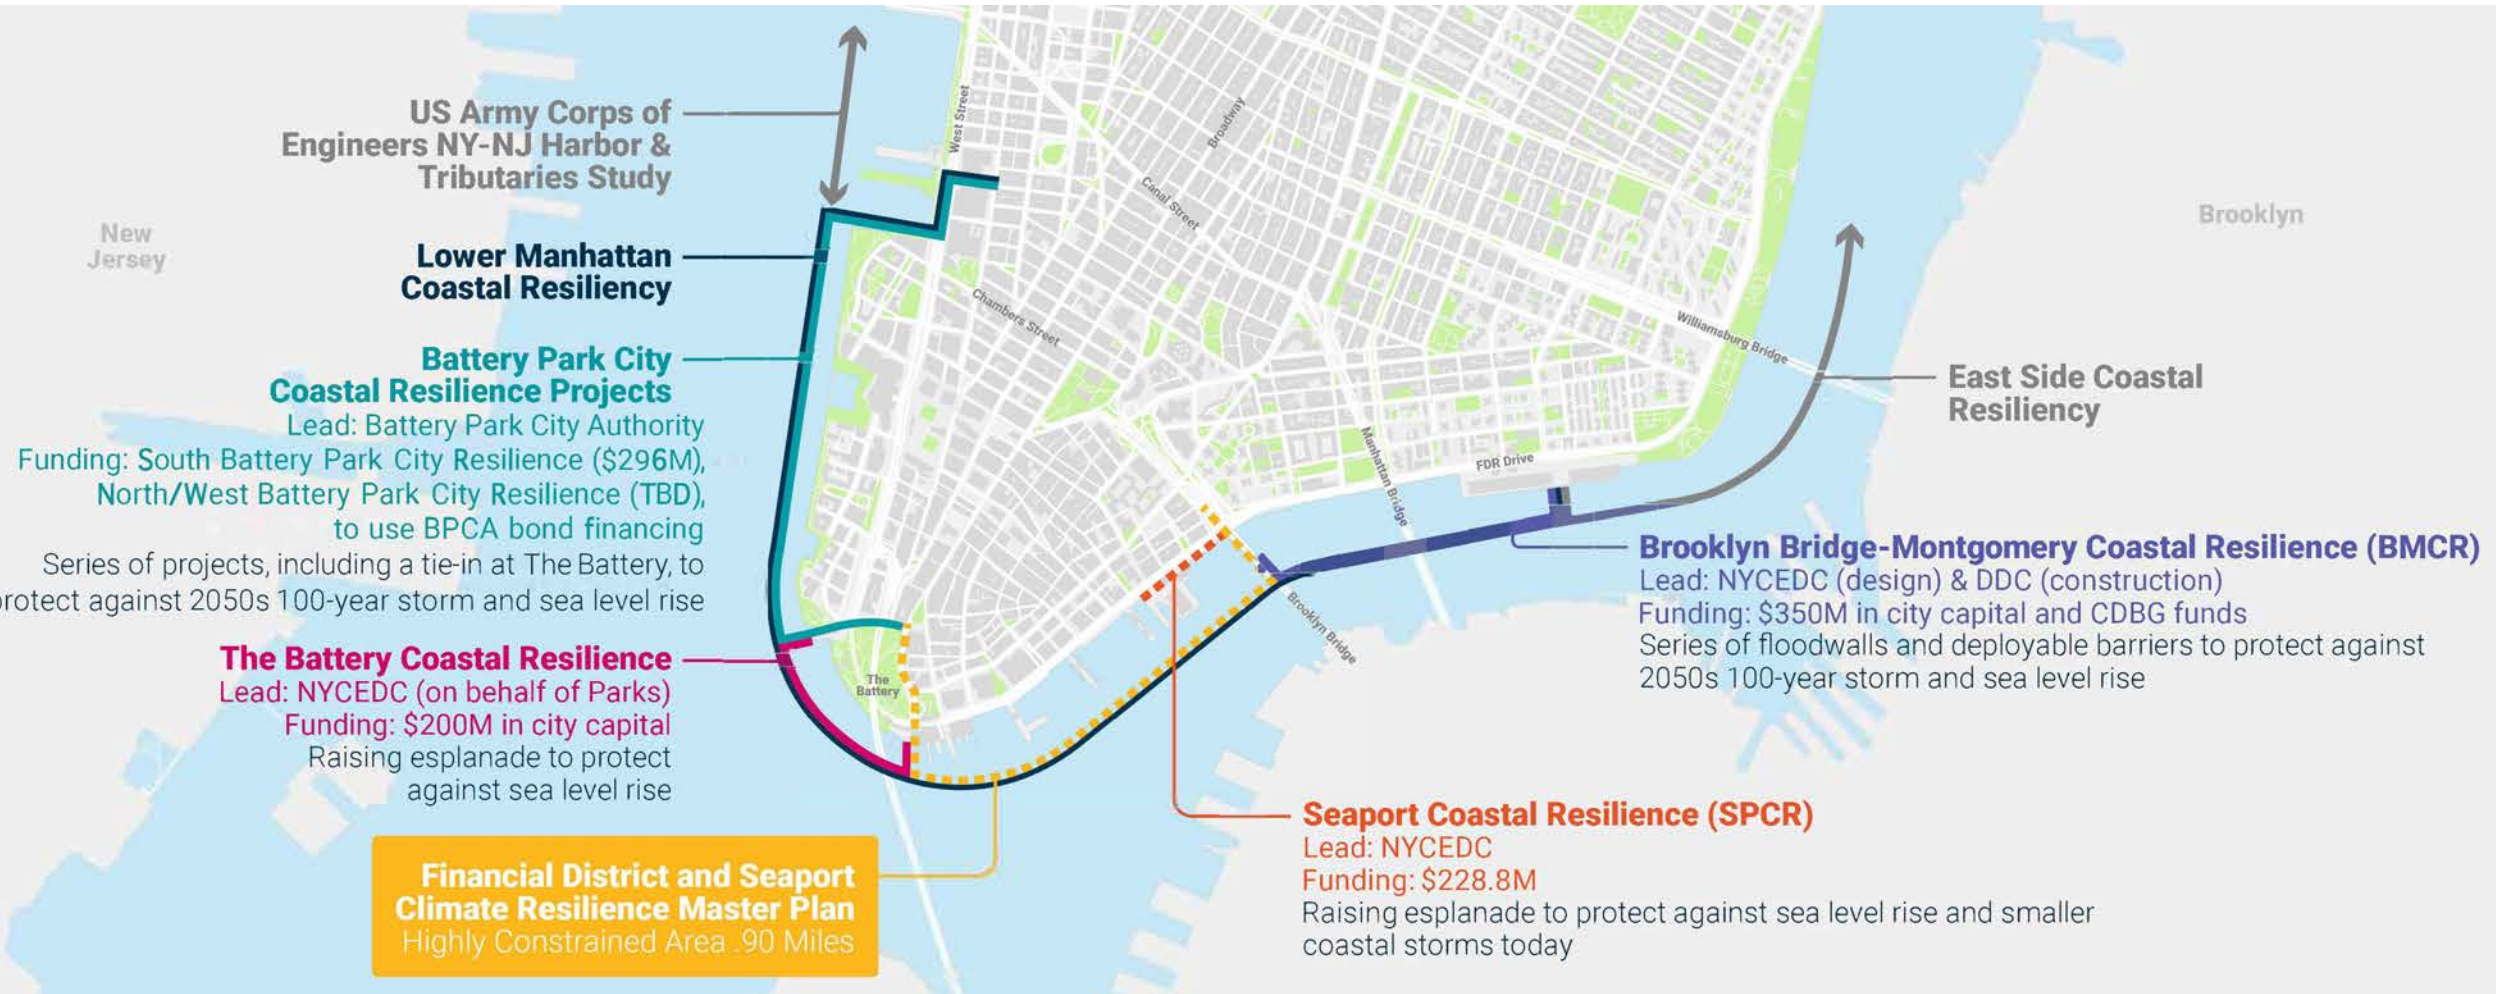 US Army Corps of
Engineers NY-NJ Harbor &
Tributaries Study
New
Jersey
Lower Manhattan
Coastal Resiliency
Battery Park City
Coastal Resilience Projects
Lead: Battery Park City Authority
Funding: South Battery Park City Resilience ($296M),
North/West Battery Park City Resilience (TBD),
to use BPCA bond financing
Series of projects, including a tie-in at The Battery, to
rotect against 2050s 100-year storm and sea level rise
The Battery Coastal Resilience
Lead: NYCEDC (on behalf of Parks)
Funding: $200M in city capital
Raising esplanade to protect
against sea level rise
Financial District and Seaport
Climate Resilience Master Plan
Highly Constrained Area .90 Miles
West Street
Broadway
Canal Street
Chambers Street
The
Battery
Manhattan Bridge
FDR Drive
Williamsburg Bridge
Brooklyn Bridge
Brooklyn
East Side Coastal
Resiliency
Brooklyn Bridge-Montgomery Coastal Resilience (BMCR)
Lead: NYCEDC (design) & DDC (construction)
Funding: $350M in city capital and CDBG funds
Series of floodwalls and deployable barriers to protect against
2050s 100-year storm and sea level rise
Seaport Coastal Resilience (SPCR)
Lead: NYCEDC
Funding: $228.8M
Raising esplanade to protect against sea level rise and smaller
coastal storms today